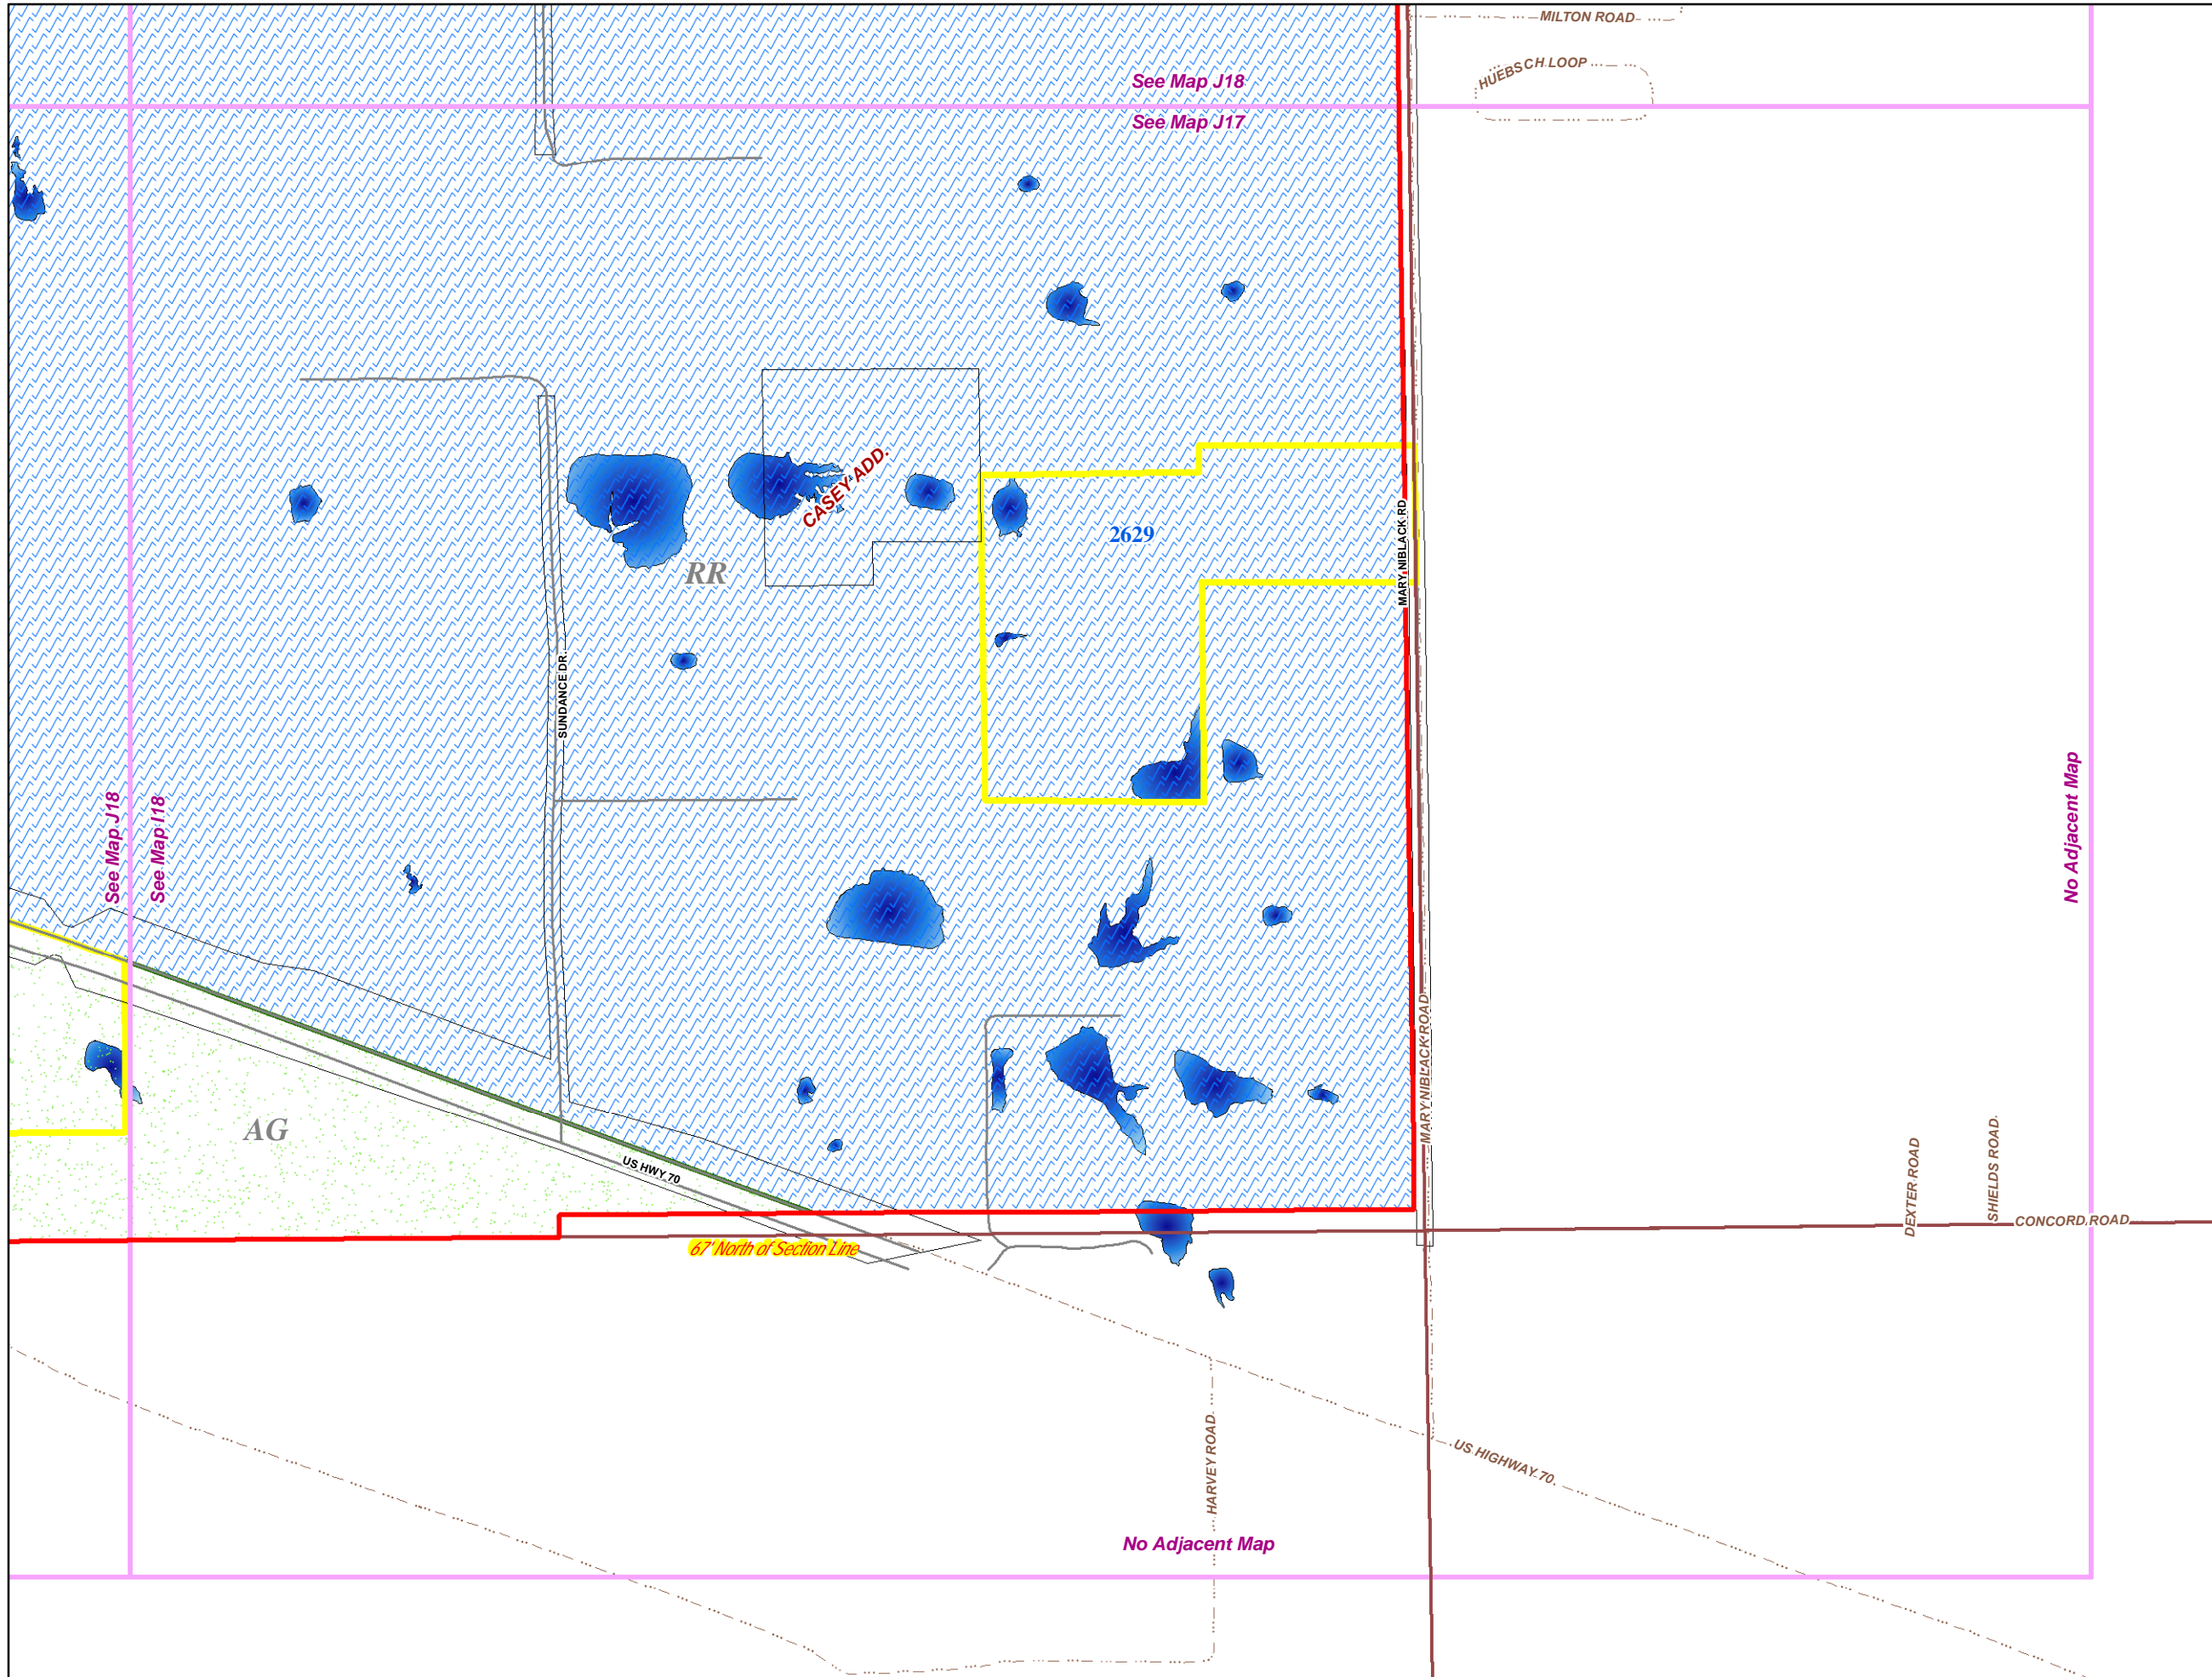 MILTON ROAD
HUEBSCH LOOP
See Map J18
See Map J17
CASEY ADD.
MARY NIBLACK RD
2629
RR
SUNDANCE DR.
See Map J18
See Map I18
No Adjacent Map
MARY NIBLACK ROAD
AG
US HWY 70
DEXTER ROAD
SHIELDS ROAD
CONCORD ROAD
67' North of Section Line
HARVEY ROAD
US HIGHWAY 70
No Adjacent Map